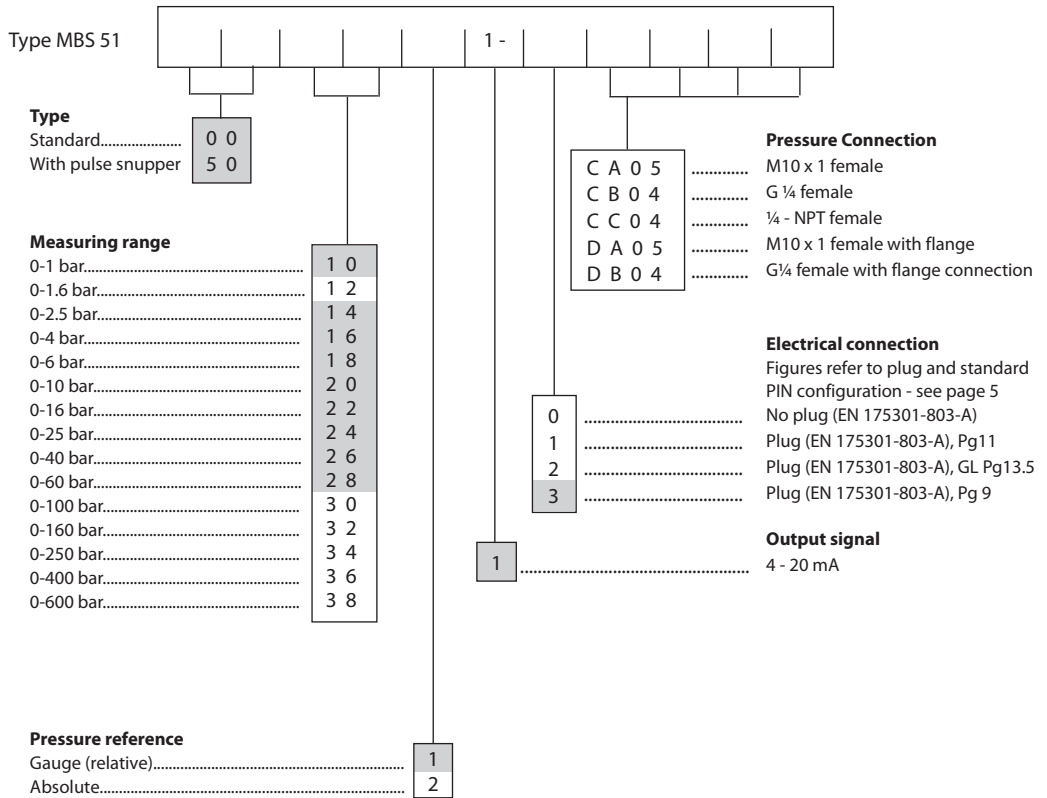 Type MBS 51
1 -
Type
Standard...................... 0 0
With pulse snupper 5 0
Measuring range
0-1 bar................................................................ 1 0
0-1.6 bar............................................................. 1 2
0-2.5 bar............................................................. 1 4
0-4 bar................................................................ 1 6
0-6 bar................................................................ 1 8
0-10 bar.............................................................. 2 0
0-16 bar.............................................................. 2 2
0-25 bar.............................................................. 2 4
0-40 bar.............................................................. 2 6
0-60 bar.............................................................. 2 8
0-100 bar............................................................ 3 0
0-160 bar............................................................ 3 2
0-250 bar............................................................ 3 4
0-400 bar............................................................ 3 6
0-600 bar............................................................ 3 8
Pressure reference
Gauge (relative)........................................................................ 1
Absolute..................................................................................... 2
Pressure Connection
C A 0 5 ............. M10 x 1 female
C B 0 4 ............. G ¼ female
C C 0 4 ............. ¼ - NPT female
D A 0 5 ............. M10 x 1 female with flange
D B 0 4 ............. G¼ female with flange connection
Electrical connection
Figures refer to plug and standard
PIN configuration - see page 5
0 ......................................... No plug (EN 175301-803-A)
1 ......................................... Plug (EN 175301-803-A), Pg11
2 ......................................... Plug (EN 175301-803-A), GL Pg13.5
3 ......................................... Plug (EN 175301-803-A), Pg 9
Output signal
1 ...................................................... 4 - 20 mA